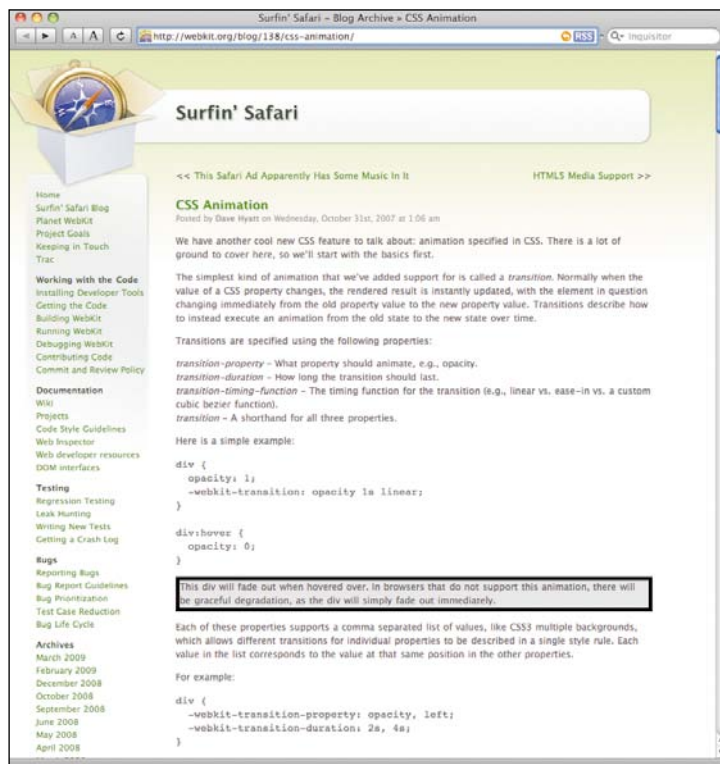 Surfin' Safari – Blog Archive » CSS Animation
A A
http://webkit.org/blog/138/css-animation/
RSS
Inquisitor
Surfin' Safari
<< This Safari Ad Apparently Has Some Music In It
HTML5 Media Support >>
Home
Surfin' Safari Blog
Planet WebKit
Project Goals
Keeping in Touch
Trac
Working with the Code
Installing Developer Tools
Getting the Code
Building WebKit
Running WebKit
Debugging WebKit
Contributing Code
Commit and Review Policy
Documentation
Wiki
Projects
Code Style Guidelines
Web Inspector
Web developer resources
DOM interfaces
Testing
Regression Testing
Leak Hunting
Writing New Tests
Getting a Crash Log
Bugs
Reporting Bugs
Bug Report Guidelines
Bug Prioritization
Test Case Reduction
Bug Life Cycle
Archives
March 2009
February 2009
December 2008
October 2008
September 2008
June 2008
May 2008
April 2008
CSS Animation
Posted by Dave Hyatt on Wednesday, October 31st, 2007 at 1:06 am
We have another cool new CSS feature to talk about: animation specified in CSS. There is a lot of
ground to cover here, so we'll start with the basics first.
The simplest kind of animation that we've added support for is called a transition. Normally when the
value of a CSS property changes, the rendered result is instantly updated, with the element in question
changing immediately from the old property value to the new property value. Transitions describe how
to instead execute an animation from the old state to the new state over time.
Transitions are specified using the following properties:
transition-property – What property should animate, e.g., opacity.
transition-duration – How long the transition should last.
transition-timing-function – The timing function for the transition (e.g., linear vs. ease-in vs. a custom
cubic bezier function).
transition – A shorthand for all three properties.
Here is a simple example:
div {
opacity: 1;
-webkit-transition: opacity 1s linear;
}
div:hover {
opacity: 0;
}
This div will fade out when hovered over. In browsers that do not support this animation, there will
be graceful degradation, as the div will simply fade out immediately.
Each of these properties supports a comma separated list of values, like CSS3 multiple backgrounds,
which allows different transitions for individual properties to be described in a single style rule. Each
value in the list corresponds to the value at that same position in the other properties.
For example:
div {
-webkit-transition-property: opacity, left;
-webkit-transition-duration: 2s, 4s;
}